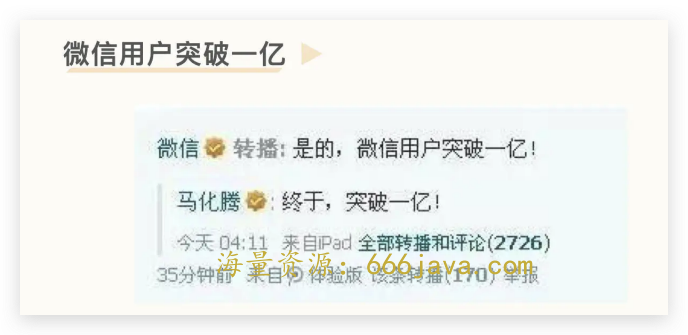 微信用户突破一亿
微信 转播: 是的，微信用户突破一亿！
马化腾 : 终于，突破一亿！
今天 04:11 来自iPad 全部转播和评论(2726)
海量资源：666java.com
35分钟前 来自 体验版 该条转播(170) 举报